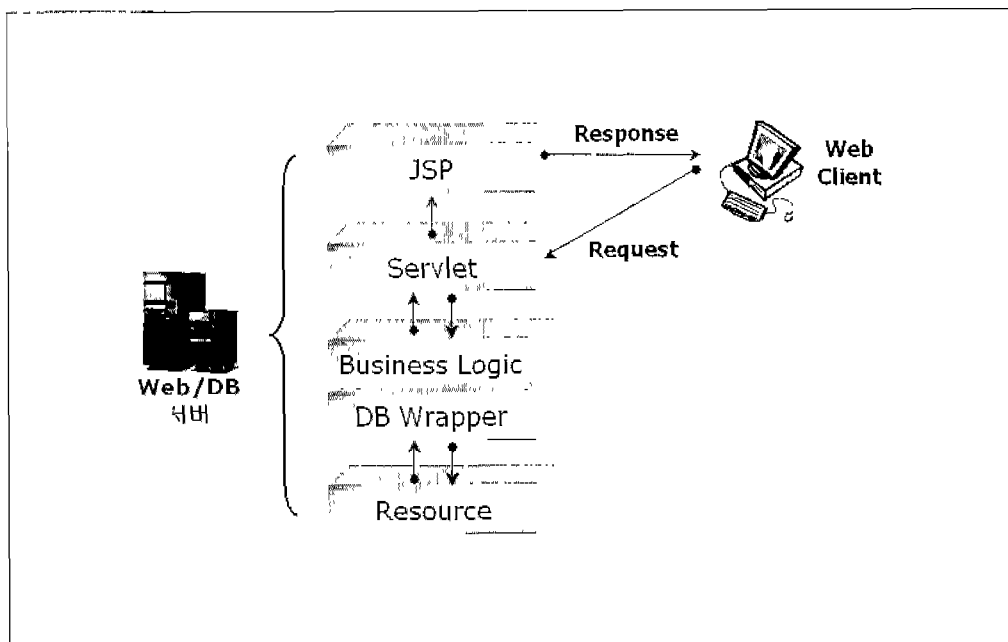 Response
Web
Client
JSP
Request
Servlet
Business Logic
Web/DB
서버
DB Wrapper
Resource